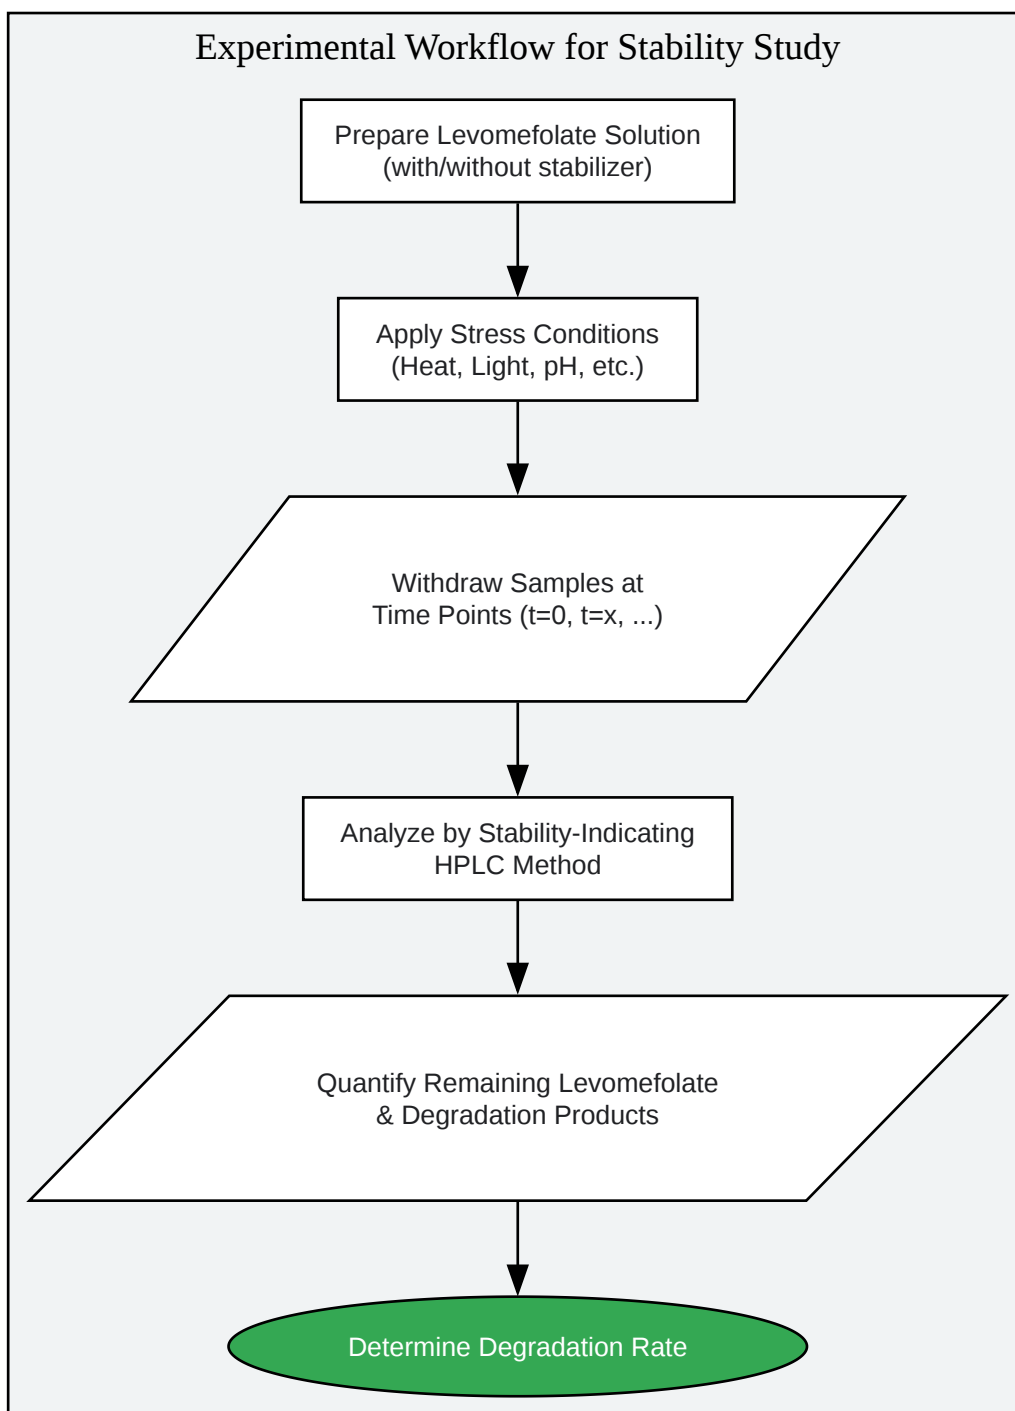 Experimental Workflow for Stability Study
Prepare Levomefolate Solution
(with/without stabilizer)
Apply Stress Conditions
(Heat, Light, pH, etc.)
Withdraw Samples at
Time Points (t=0, t=x, ...)
Analyze by Stability-Indicating
HPLC Method
Quantify Remaining Levomefolate
& Degradation Products
Determine Degradation Rate